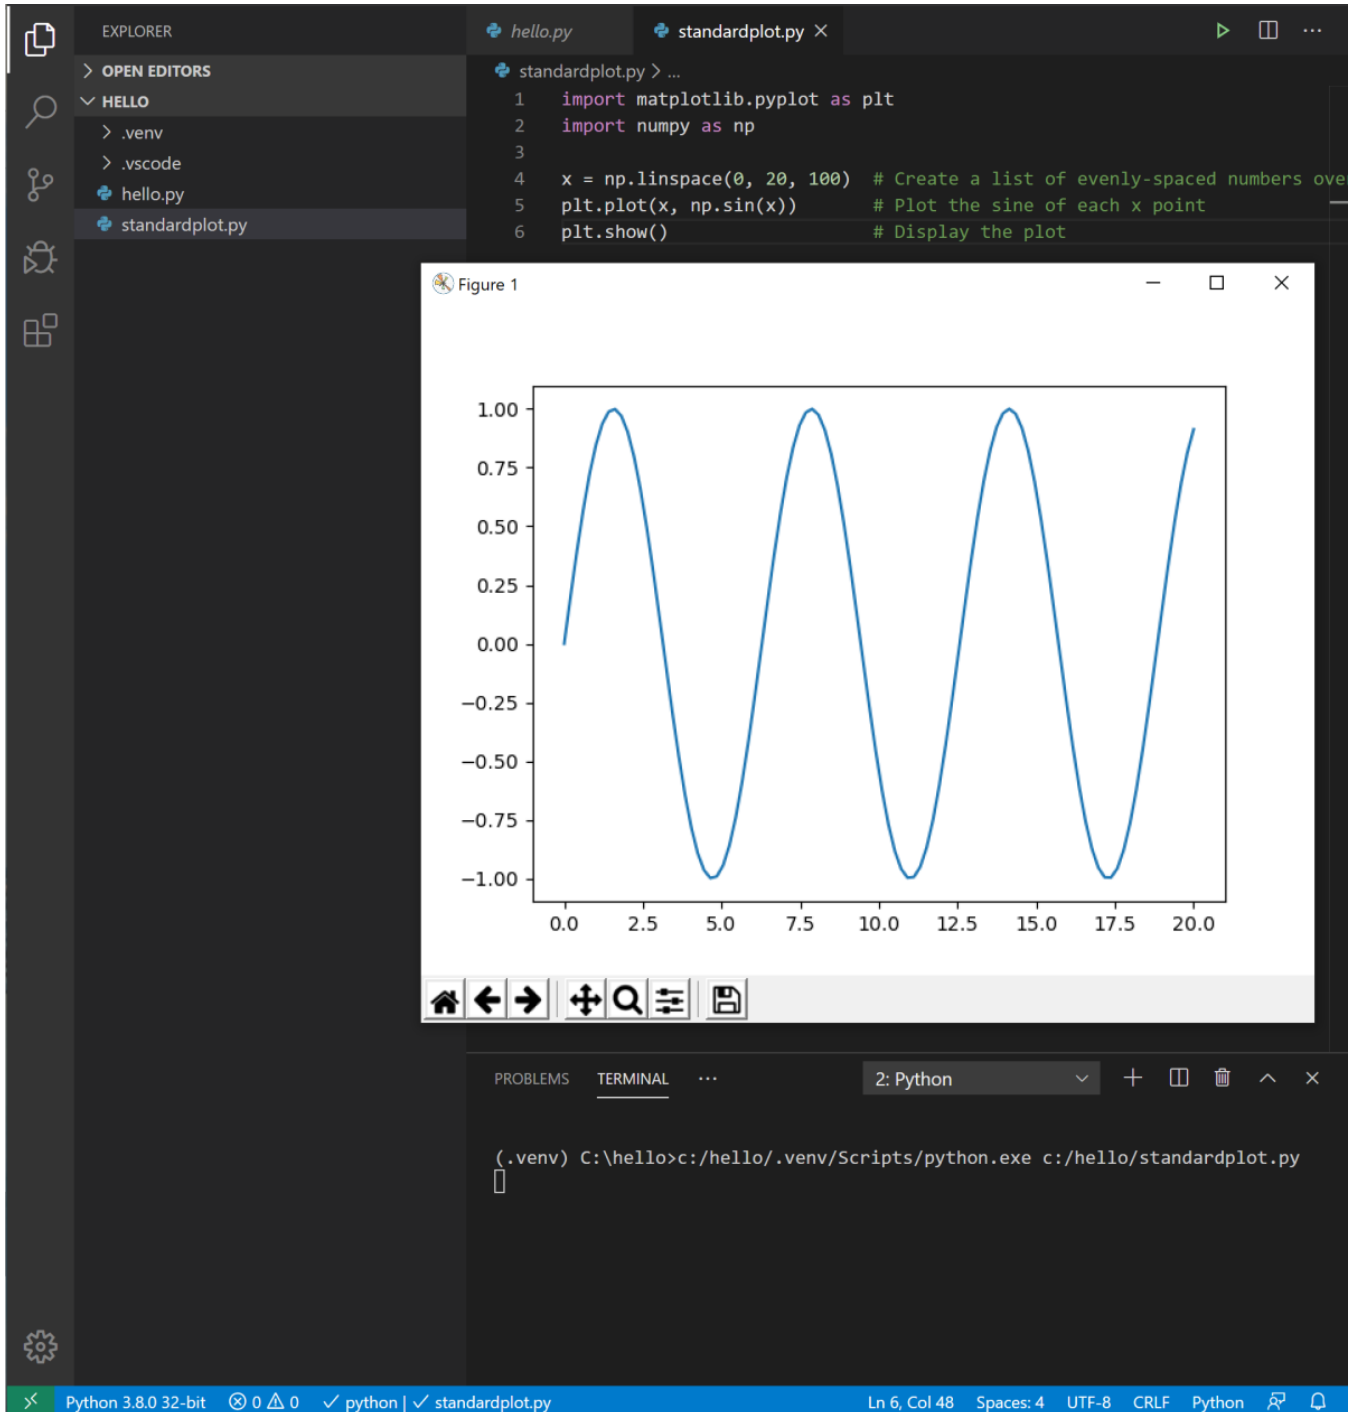 EXPLORER
OPEN EDITORS
HELLO
.venv
.vscode
hello.py
standardplot.py
hello.py
standardplot.py
standardplot.py > ...
1 import matplotlib.pyplot as plt
2 import numpy as np
3
4 x = np.linspace(0, 20, 100)  # Create a list of evenly-spaced numbers over
5 plt.plot(x, np.sin(x))       # Plot the sine of each x point
6 plt.show()                   # Display the plot
Figure 1
1.00
0.75
0.50
0.25
0.00
−0.25
−0.50
−0.75
−1.00
0.0 2.5 5.0 7.5 10.0 12.5 15.0 17.5 20.0
PROBLEMS TERMINAL ... 2: Python
(.venv) C:\hello>c:/hello/.venv/Scripts/python.exe c:/hello/standardplot.py
Python 3.8.0 32-bit 0 0 python | standardplot.py Ln 6, Col 48 Spaces: 4 UTF-8 CRLF Python